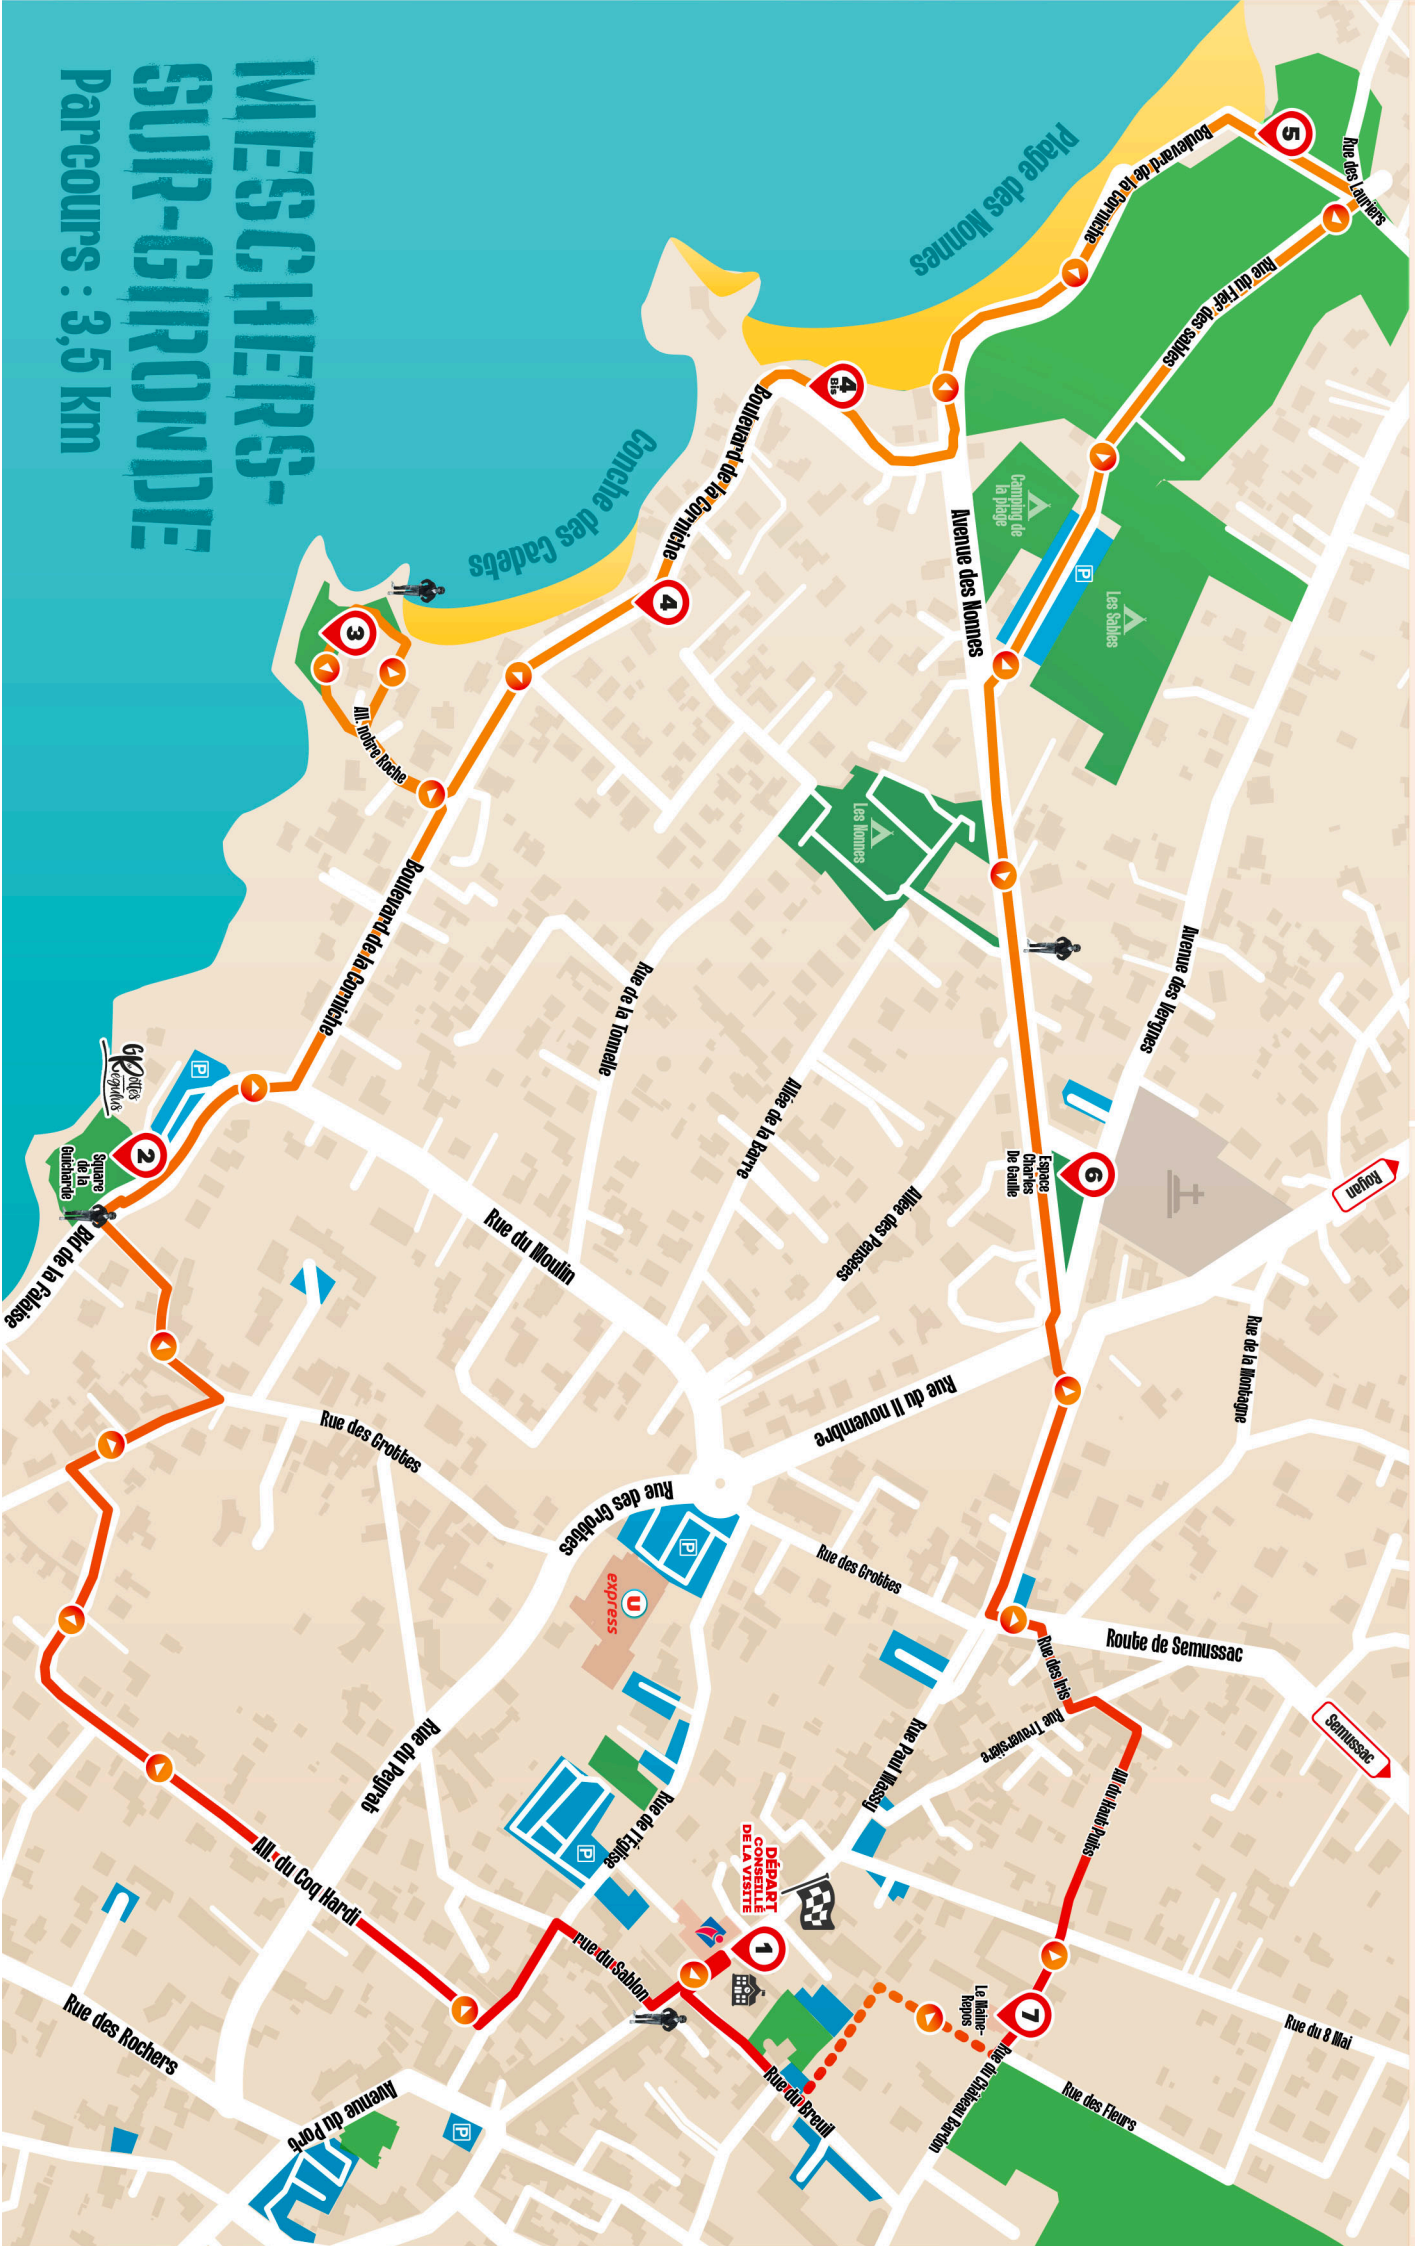 MESCHERS-
SUR-GIRONDE
Parcours : 3,5 km
Plage des Nonnes
Conche des Cadets
5
Rue des Lauriers
Boulevard de la Corniche
Rue du Fief des sables
4
Bis
Boulevard de la Corniche
Camping de
la plage
P
Les Sables
Avenue des Nonnes
4
3
All. notre Roche
Les Nonnes
Boulevard de la Corniche
Avenue des Vergnes
Rue de la Tonnelle
Allée de la Barre
Allée des Pensées
Grottes
Régulus
P
2
Square
de la
Guicharde
Bld de la Falaise
Espace
Charles
De Gaulle
6
Royan
Rue du Moulin
Rue de la Montagne
Rue du 11 novembre
Rue des Grottes
Rue des Grottes
P
U
express
Rue des Grottes
Route de Semussac
Rue des Iris
Rue Traversière
Semussac
Rue Paul Massy
All du Haut Puits
Rue du Peyrat
Rue de l'Église
P
DÉPART
CONSEILLÉ
DE LA VISITE
1
All. du Coq Hardi
rue du Sablon
Le Maine-
Repos
7
Rue du 8 Mai
Rue du Château Bardon
Rue des Fleurs
Rue du Breuil
Rue des Rochers
Avenue du Port
P